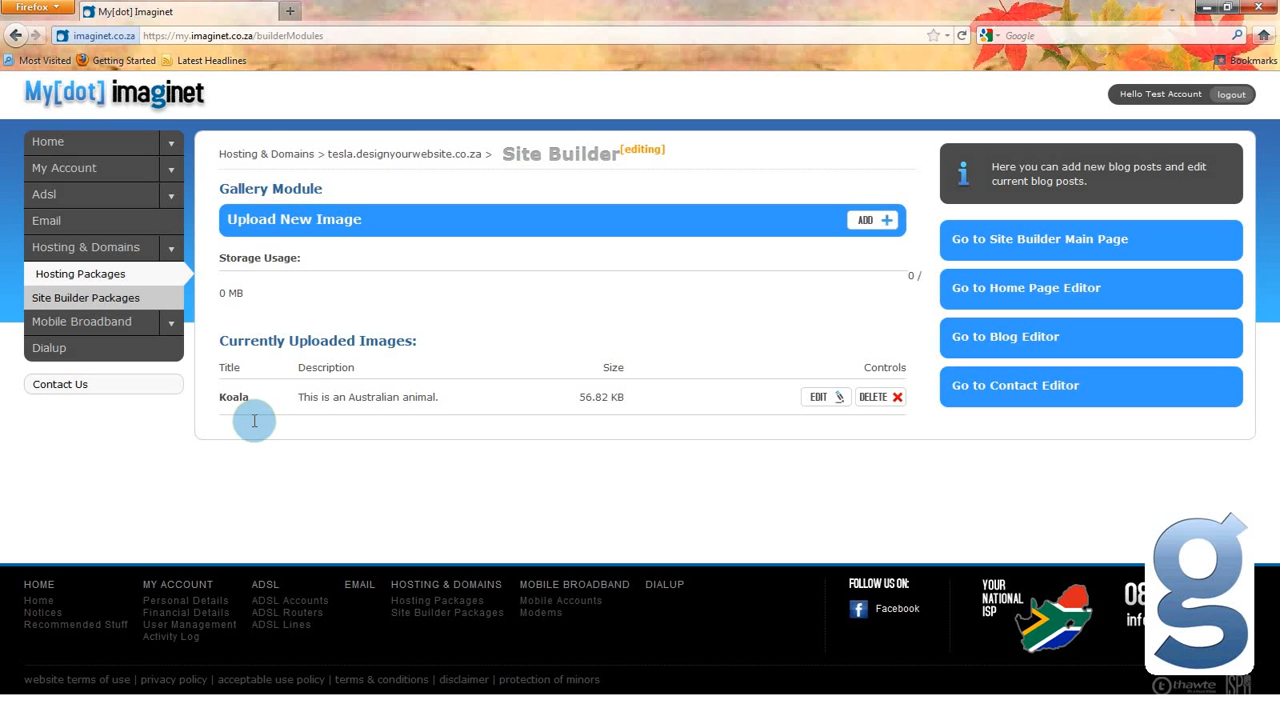 Firefox
My[dot] Imaginet
imaginet.co.za https://my.imaginet.co.za/builderModules
Google
Most Visited Getting Started Latest Headlines
Bookmarks
My[dot] imaginet
Hello Test Account logout
Home
My Account
Adsl
Email
Hosting & Domains
Hosting Packages
Site Builder Packages
Mobile Broadband
Dialup
Contact Us
Hosting & Domains > tesla.designyourwebsite.co.za > Site Builder[editing]
Gallery Module
Upload New Image ADD +
Storage Usage:
0 /
0 MB
Currently Uploaded Images:
Title Description Size Controls
Koala This is an Australian animal. 56.82 KB EDIT DELETE
Here you can add new blog posts and edit
current blog posts.
Go to Site Builder Main Page
Go to Home Page Editor
Go to Blog Editor
Go to Contact Editor
HOME
Home
Notices
Recommended Stuff
MY ACCOUNT
Personal Details
Financial Details
User Management
Activity Log
ADSL
ADSL Accounts
ADSL Routers
ADSL Lines
EMAIL
HOSTING & DOMAINS
Hosting Packages
Site Builder Packages
MOBILE BROADBAND
Mobile Accounts
Modems
DIALUP
FOLLOW US ON:
Facebook
YOUR
NATIONAL
ISP
08
info
g
website terms of use | privacy policy | acceptable use policy | terms & conditions | disclaimer | protection of minors
thawte